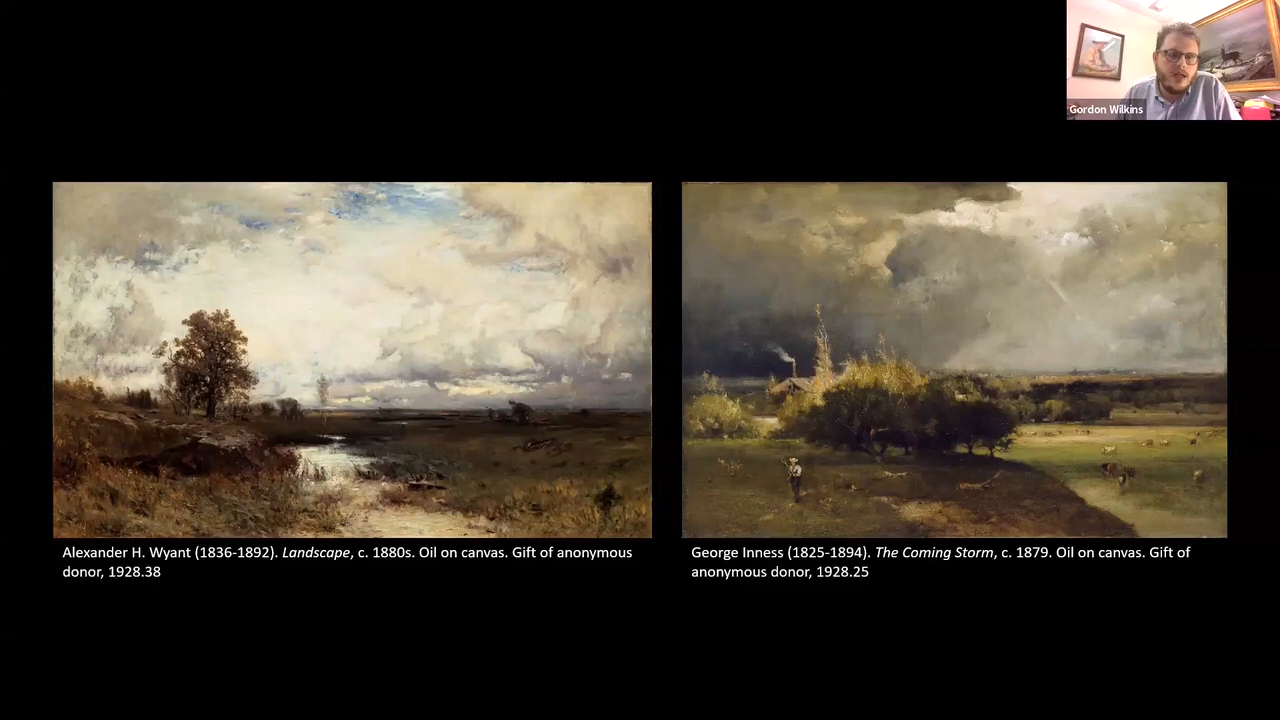 Gordon Wilkins
Alexander H. Wyant (1836-1892). Landscape, c. 1880s. Oil on canvas. Gift of anonymous
donor, 1928.38
George Inness (1825-1894). The Coming Storm, c. 1879. Oil on canvas. Gift of
anonymous donor, 1928.25